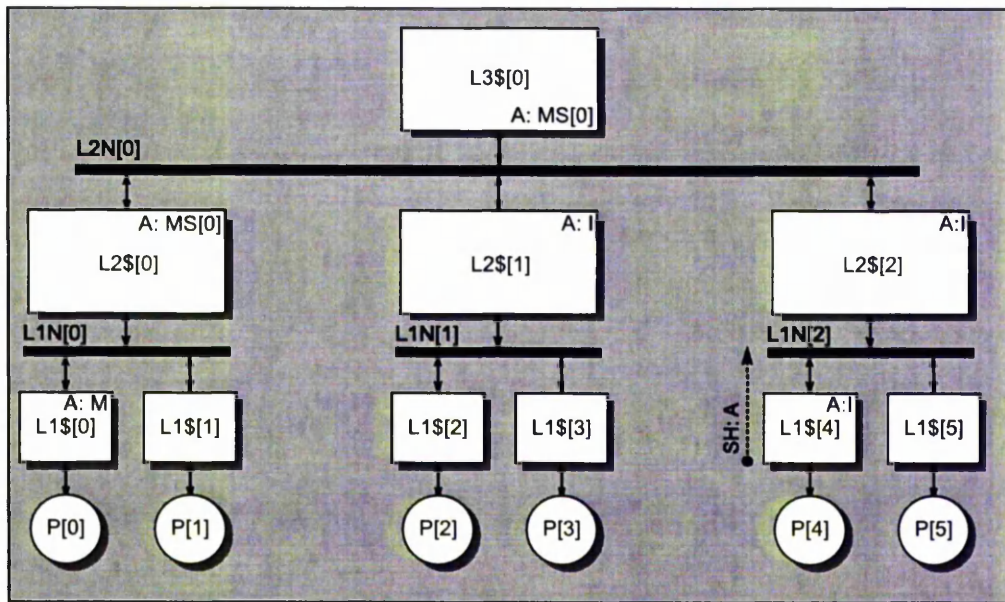 L3$[0]
A: MS[0]
L2N[0]
A: MS[0]
L2$[0]
A: I
L2$[1]
A:I
L2$[2]
L1N[0]
L1N[1]
L1N[2]
A: M
L1$[0]
L1$[1]
L1$[2]
L1$[3]
SH: A
A:I
L1$[4]
L1$[5]
P[0]
P[1]
P[2]
P[3]
P[4]
P[5]